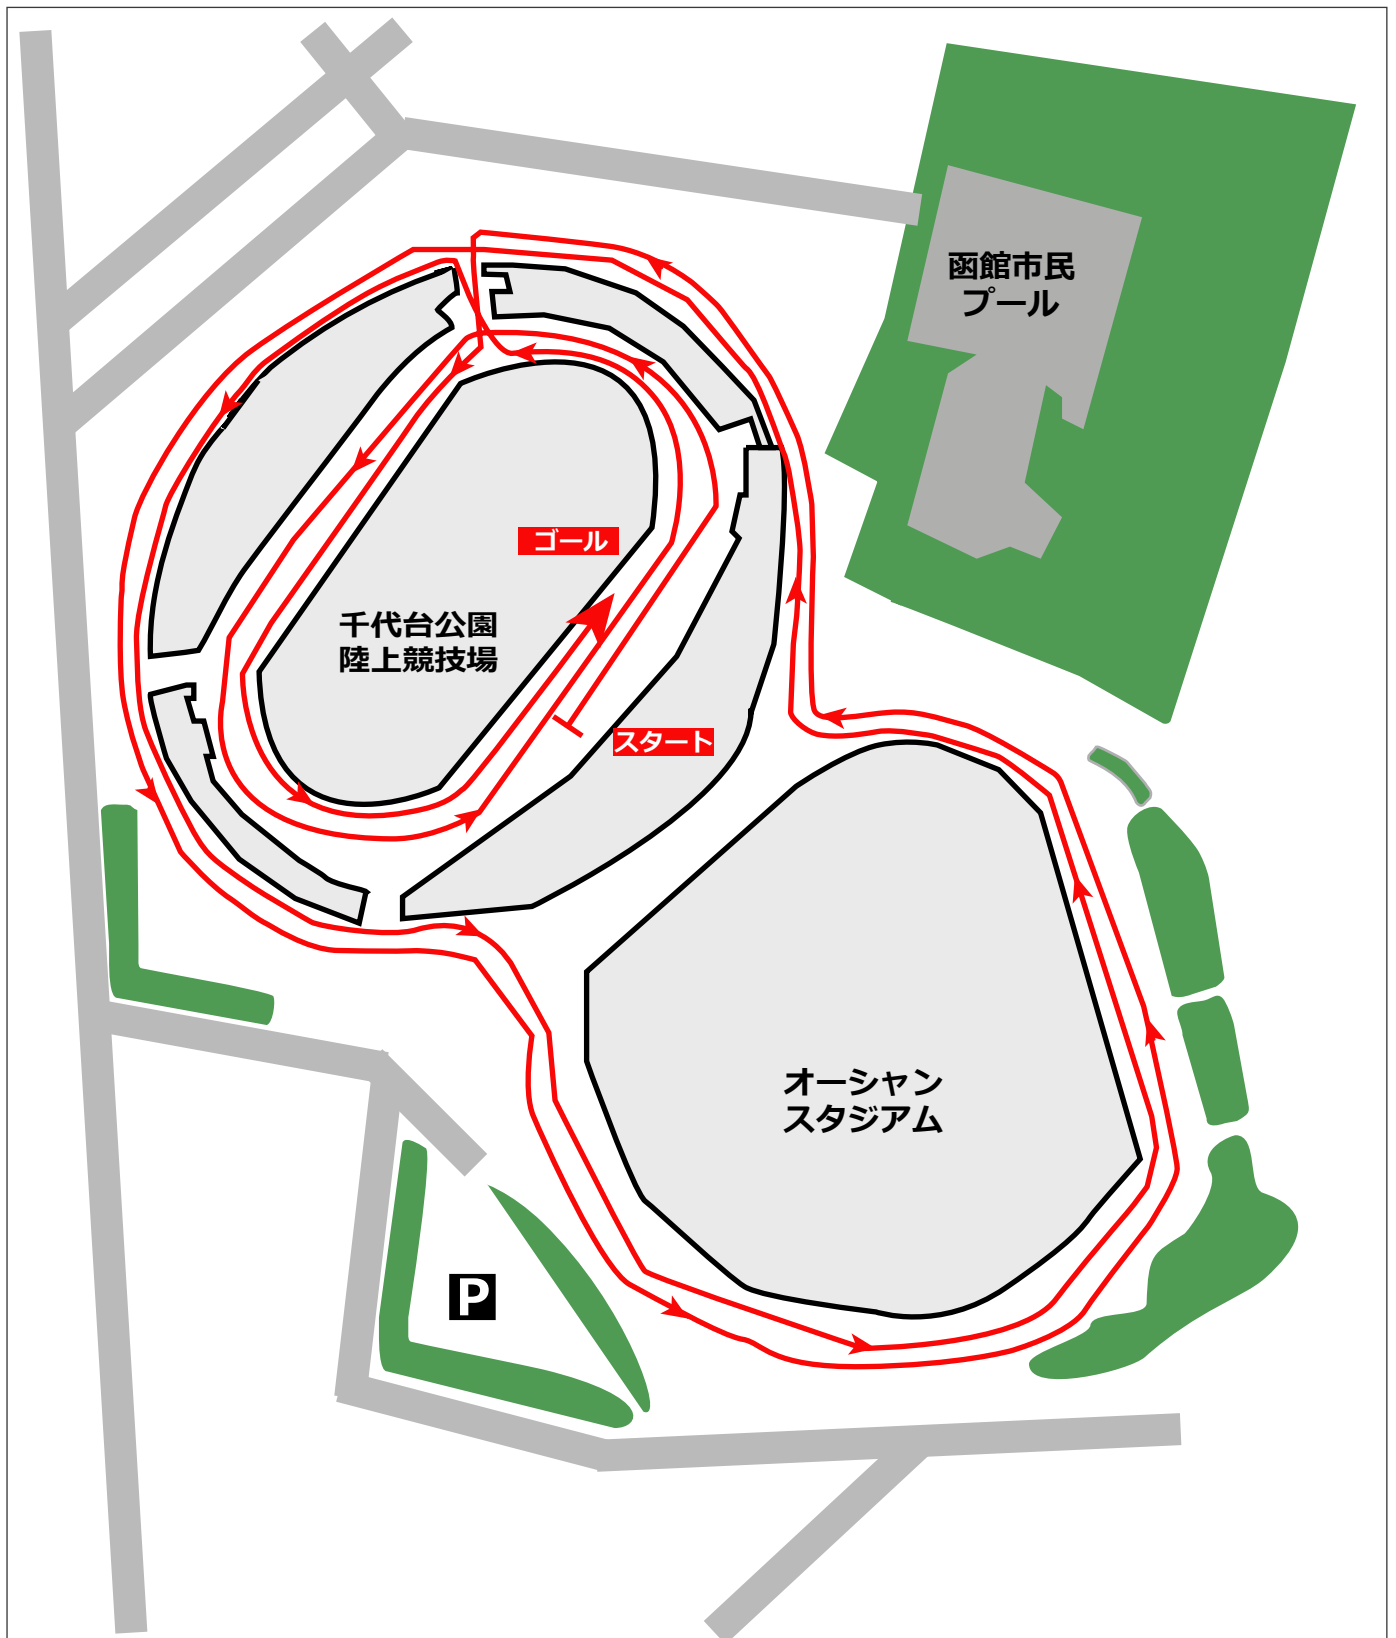 函館市民
プール
ゴール
千代台公園
陸上競技場
スタート
オーシャン
スタジアム
P